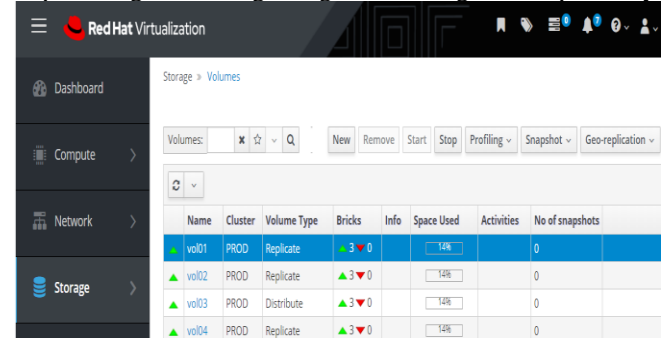 Red Hat Virtualization
0
7
Storage » Volumes
Dashboard
Volumes:
New Remove Start Stop Profiling Snapshot Geo-replication
Compute
Network
Name Cluster Volume Type Bricks Info Space Used Activities No of snapshots
vol01 PROD Replicate 3 0 14% 0
Storage
vol02 PROD Replicate 3 0 14% 0
vol03 PROD Distribute 3 0 14% 0
vol04 PROD Replicate 3 0 14% 0